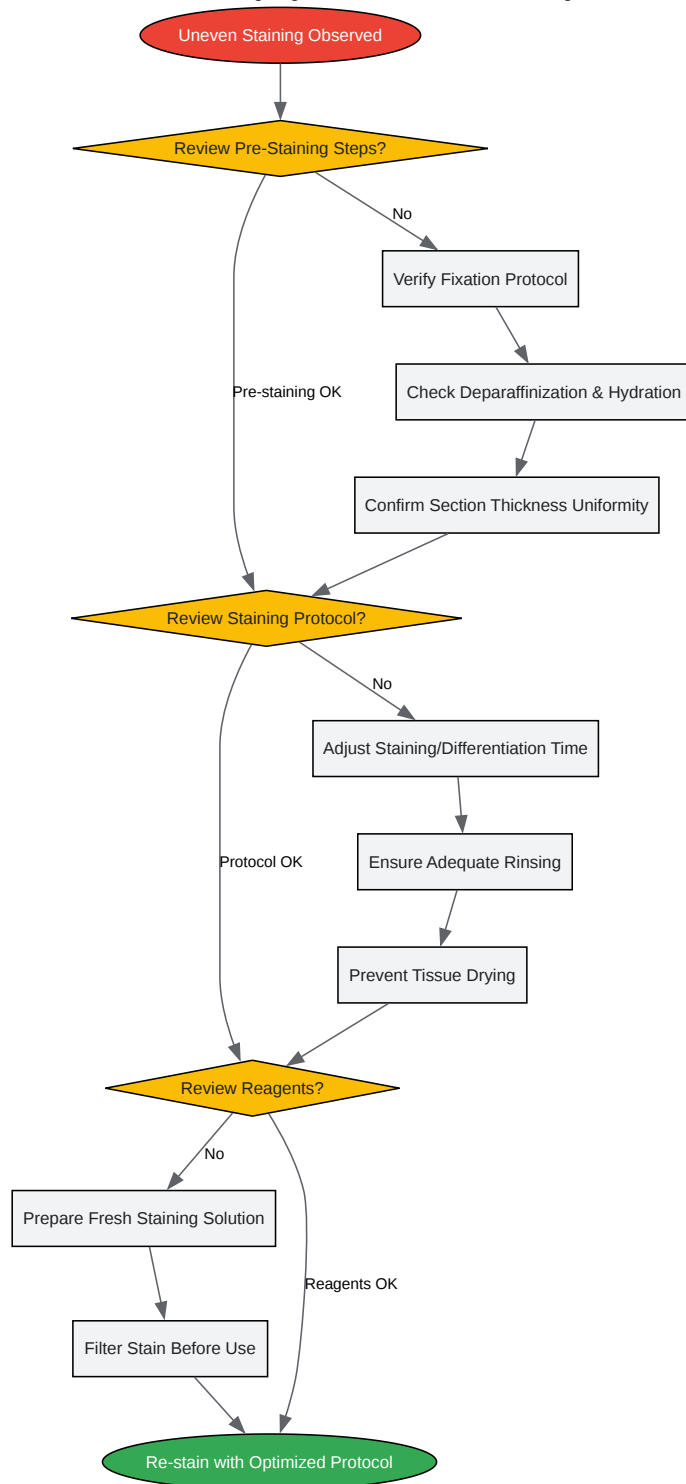 Uneven Staining Observed
Review Pre-Staining Steps?
No
Verify Fixation Protocol
Check Deparaffinization & Hydration
Pre-staining OK
Confirm Section Thickness Uniformity
Review Staining Protocol?
No
Adjust Staining/Differentiation Time
Protocol OK
Ensure Adequate Rinsing
Prevent Tissue Drying
Review Reagents?
No
Prepare Fresh Staining Solution
Reagents OK
Filter Stain Before Use
Re-stain with Optimized Protocol